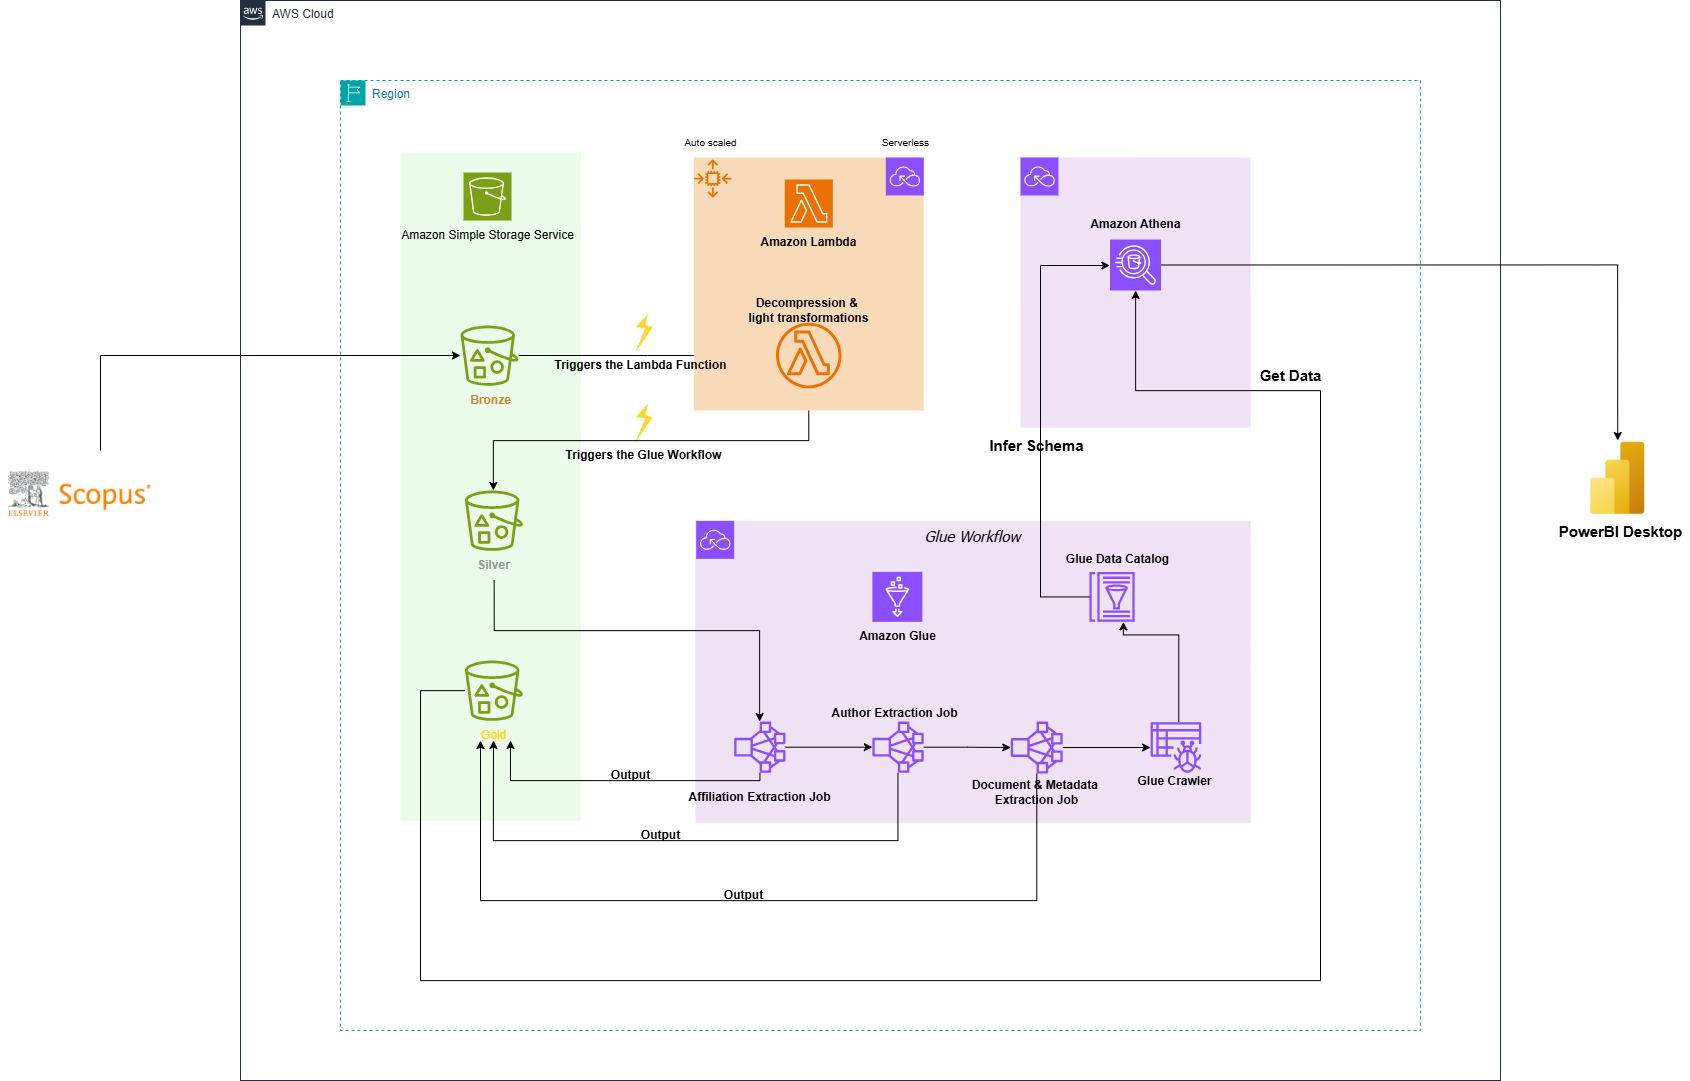 aws
AWS Cloud
Region
Auto scaled
Serverless
Amazon Simple Storage Service
Amazon Lambda
Amazon Athena
Decompression &
light transformations
Triggers the Lambda Function
Bronze
Get Data
Triggers the Glue Workflow
Infer Schema
ELSEVIER
Scopus®
PowerBI Desktop
Glue Workflow
Silver
Glue Data Catalog
Amazon Glue
Gold
Author Extraction Job
Output
Affiliation Extraction Job
Document & Metadata
Extraction Job
Glue Crawler
Output
Output